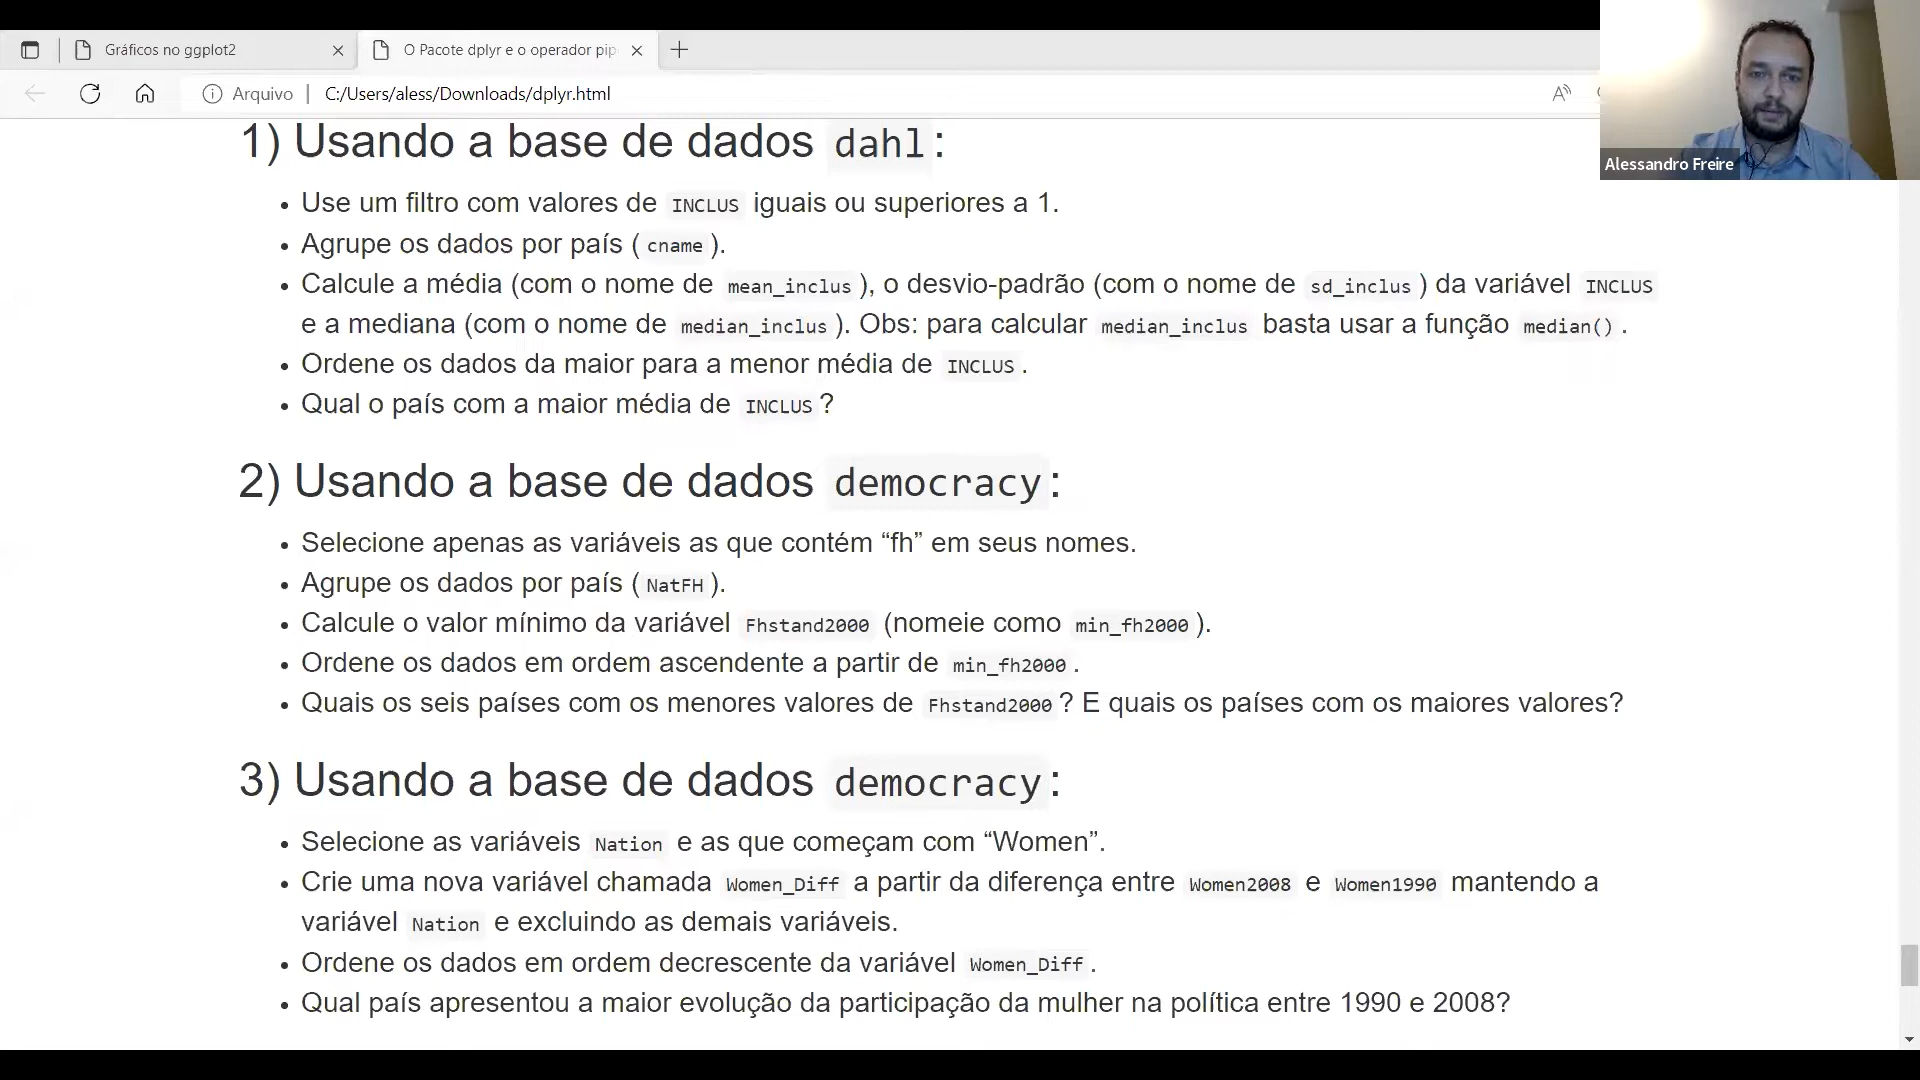 Gráficos no ggplot2
O Pacote dplyr e o operador pip
Arquivo
C:/Users/aless/Downloads/dplyr.html
Alessandro Freire
1) Usando a base de dados dahl:
• Use um filtro com valores de INCLUS iguais ou superiores a 1.
• Agrupe os dados por país ( cname ).
• Calcule a média (com o nome de mean_inclus ), o desvio-padrão (com o nome de sd_inclus ) da variável INCLUS
e a mediana (com o nome de median_inclus ). Obs: para calcular median_inclus basta usar a função median() .
• Ordene os dados da maior para a menor média de INCLUS .
• Qual o país com a maior média de INCLUS ?
2) Usando a base de dados democracy:
• Selecione apenas as variáveis as que contém “fh” em seus nomes.
• Agrupe os dados por país ( NatFH ).
• Calcule o valor mínimo da variável Fhstand2000 (nomeie como min_fh2000 ).
• Ordene os dados em ordem ascendente a partir de min_fh2000 .
• Quais os seis países com os menores valores de Fhstand2000 ? E quais os países com os maiores valores?
3) Usando a base de dados democracy:
• Selecione as variáveis Nation e as que começam com “Women”.
• Crie uma nova variável chamada Women_Diff a partir da diferença entre Women2008 e Women1990 mantendo a
variável Nation e excluindo as demais variáveis.
• Ordene os dados em ordem decrescente da variável Women_Diff .
• Qual país apresentou a maior evolução da participação da mulher na política entre 1990 e 2008?